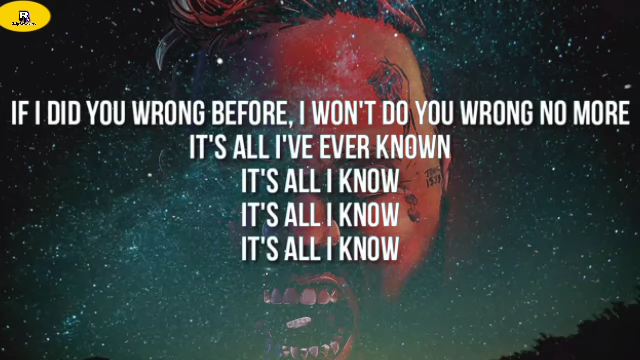 IF I DID YOU WRONG BEFORE, I WON'T DO YOU WRONG NO MORE
IT'S ALL I'VE EVER KNOWN
IT'S ALL I KNOW
IT'S ALL I KNOW
IT'S ALL I KNOW